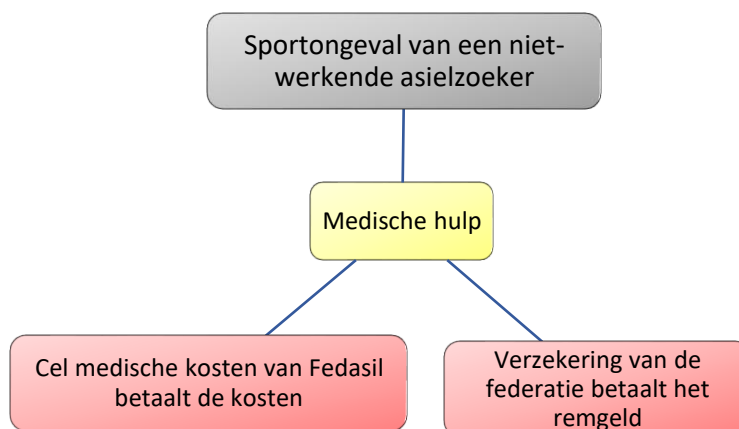 Sportongeval van een niet-
werkende asielzoeker
Medische hulp
Cel medische kosten van Fedasil
betaalt de kosten
Verzekering van de
federatie betaalt het
remgeld